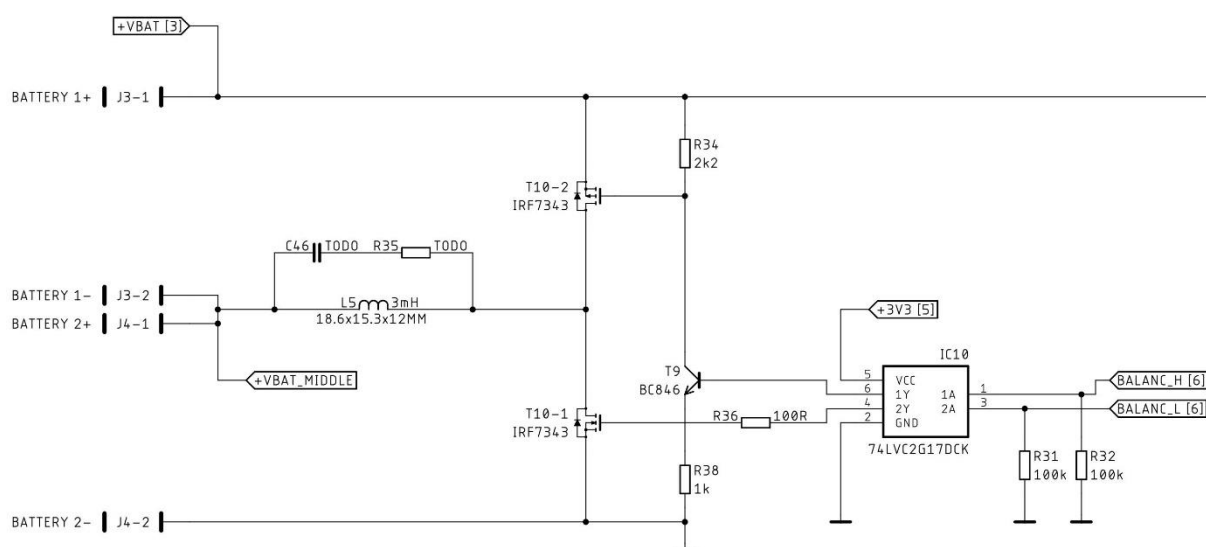 +VBAT [3]
BATTERY 1+ J3-1
R34
2k2
T10-2
IRF7343
C46 TODO R35 TODO
BATTERY 1- J3-2
L5 3mH
18.6x15.3x12MM
BATTERY 2+ J4-1
+3V3 [5]
+VBAT_MIDDLE
IC10
T9
BC846
5 VCC
6 1Y 1A 1
4 2Y 2A 3
2 GND
BALANC_H [6]
BALANC_L [6]
T10-1
IRF7343
R36 100R
74LVC2G17DCK
R31
100k
R32
100k
R38
1k
BATTERY 2- J4-2